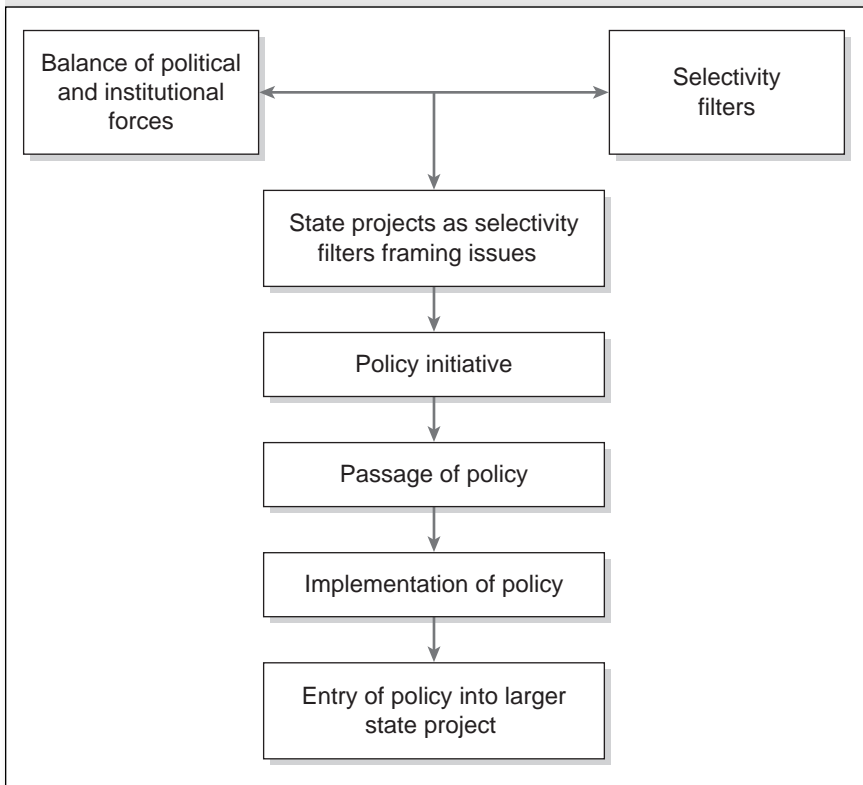 Balance of political
and institutional
forces
Selectivity
filters
State projects as selectivity
filters framing issues
Policy initiative
Passage of policy
Implementation of policy
Entry of policy into larger
state project